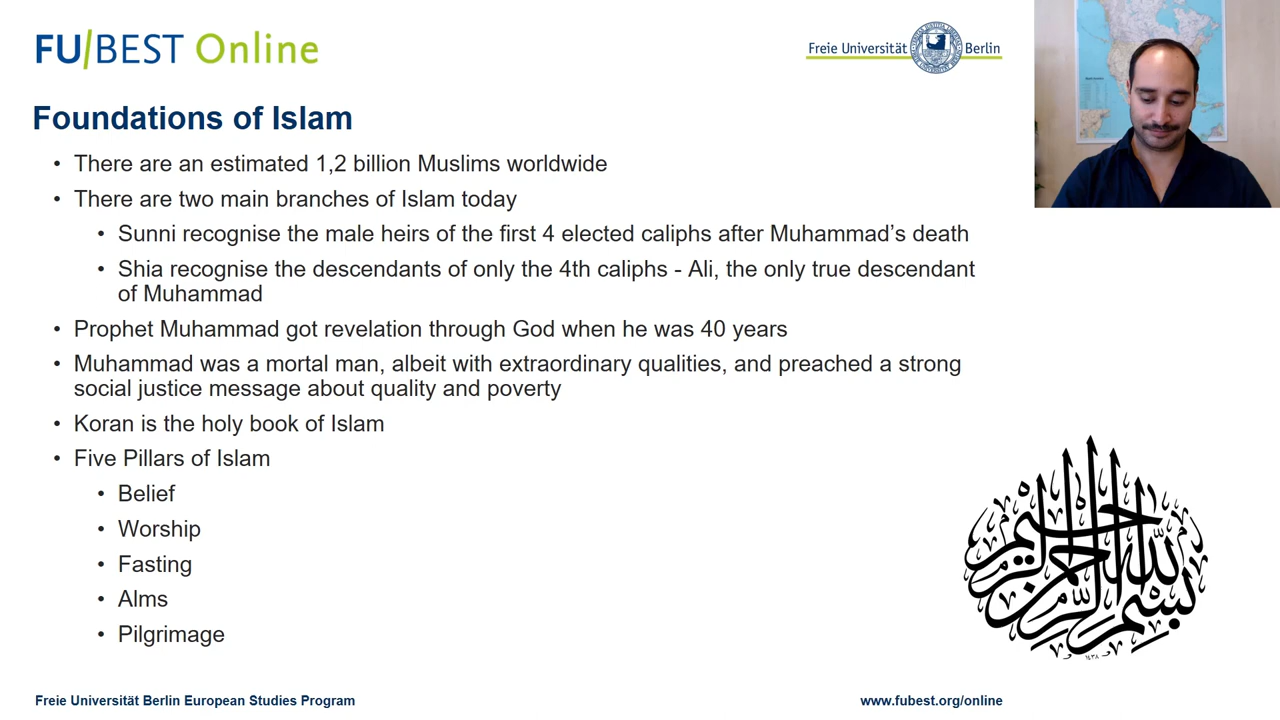 FU/BEST Online
Freie Universität Berlin
Foundations of Islam
• There are an estimated 1,2 billion Muslims worldwide
• There are two main branches of Islam today
• Sunni recognise the male heirs of the first 4 elected caliphs after Muhammad's death
• Shia recognise the descendants of only the 4th caliphs - Ali, the only true descendant
of Muhammad
• Prophet Muhammad got revelation through God when he was 40 years
• Muhammad was a mortal man, albeit with extraordinary qualities, and preached a strong
social justice message about quality and poverty
• Koran is the holy book of Islam
• Five Pillars of Islam
• Belief
• Worship
• Fasting
• Alms
• Pilgrimage
بسم الله الرحمن الرحيم
Freie Universität Berlin European Studies Program
www.fubest.org/online